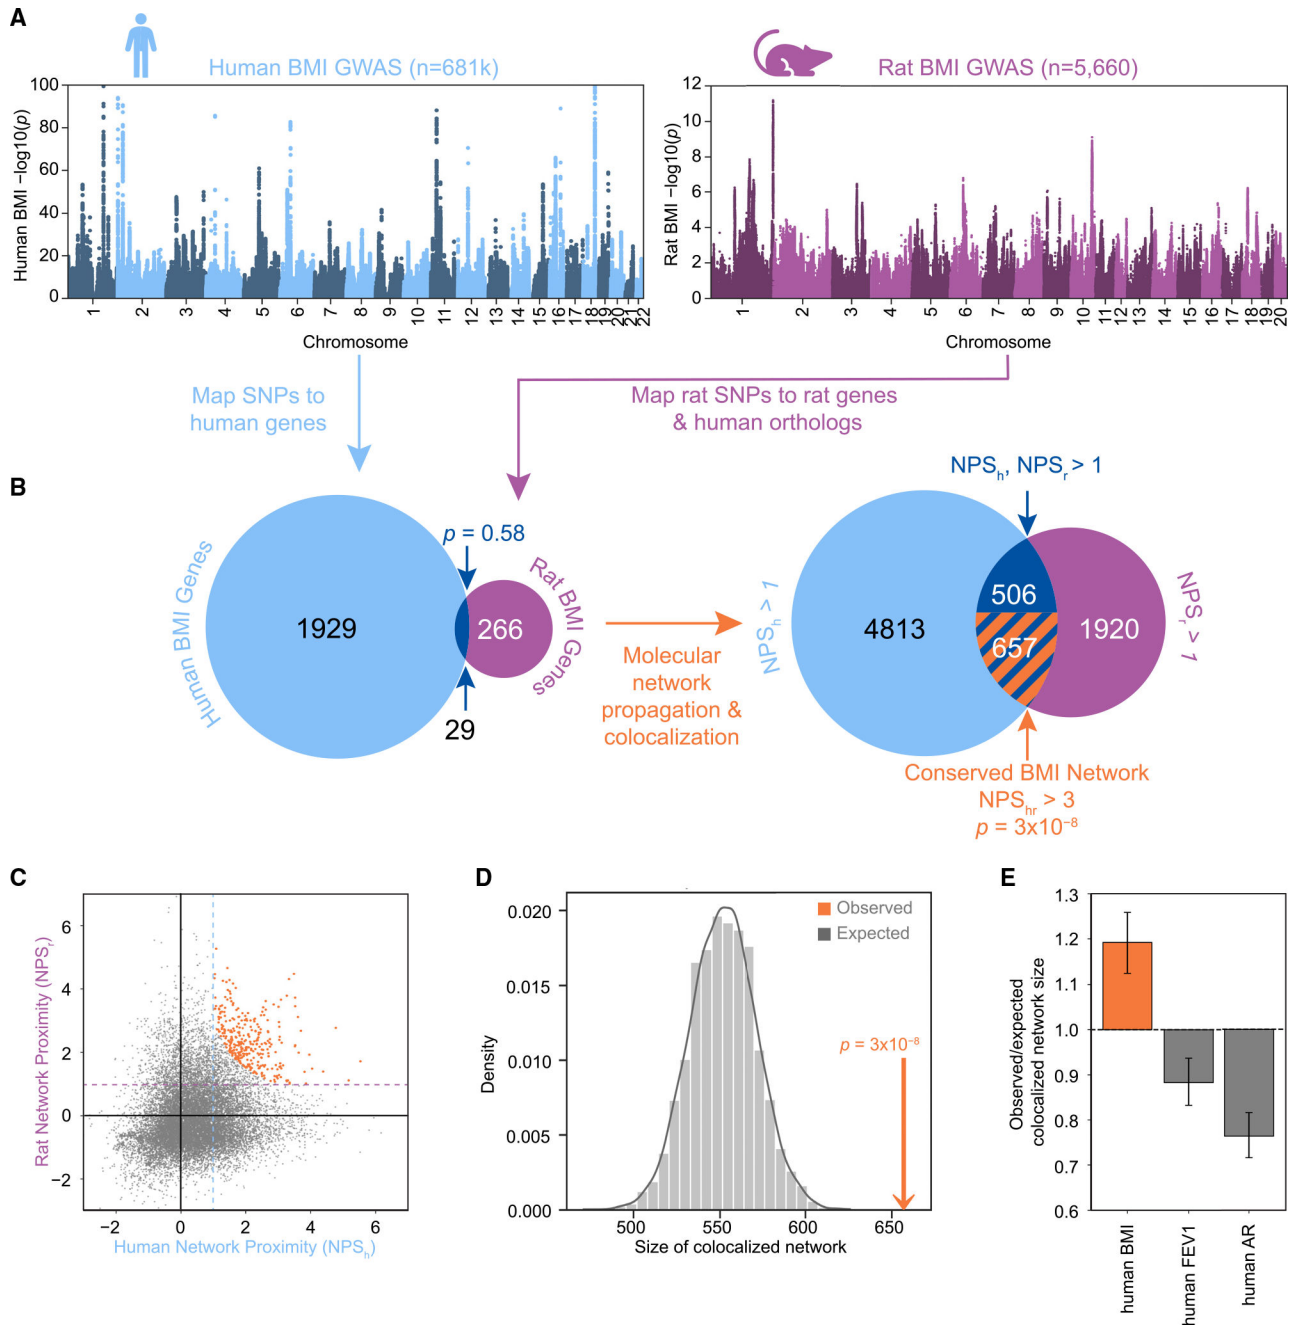 A
Human BMI GWAS (n=681k)
Human BMI −log10(p)
100
80
60
40
20
0
1 2 3 4 5 6 7 8 9 10 11 12 13 14 15 16 17 18 19 20 21 22
Chromosome
Rat BMI GWAS (n=5,660)
Rat BMI −log10(p)
12
10
8
6
4
2
0
1 2 3 4 5 6 7 8 9 10 11 12 13 14 15 16 17 18 19 20
Chromosome
Map SNPs to
human genes
Map rat SNPs to rat genes
& human orthologs
B
Human BMI Genes
1929
p = 0.58
266
Rat BMI Genes
29
Molecular
network
propagation &
colocalization
NPSh, NPSr > 1
NPSh > 1
4813
506
657
1920
NPSr > 1
Conserved BMI Network
NPShr > 3
p = 3x10⁻⁸
C
Rat Network Proximity (NPSr)
6
4
2
0
−2
−2 0 2 4 6
Human Network Proximity (NPSh)
D
Density
0.020
0.015
0.010
0.005
0.000
Observed
Expected
p = 3x10⁻⁸
500 550 600 650
Size of colocalized network
E
Observed/expected
colocalized network size
1.3
1.2
1.1
1.0
0.9
0.8
0.7
0.6
human BMI
human FEV1
human AR